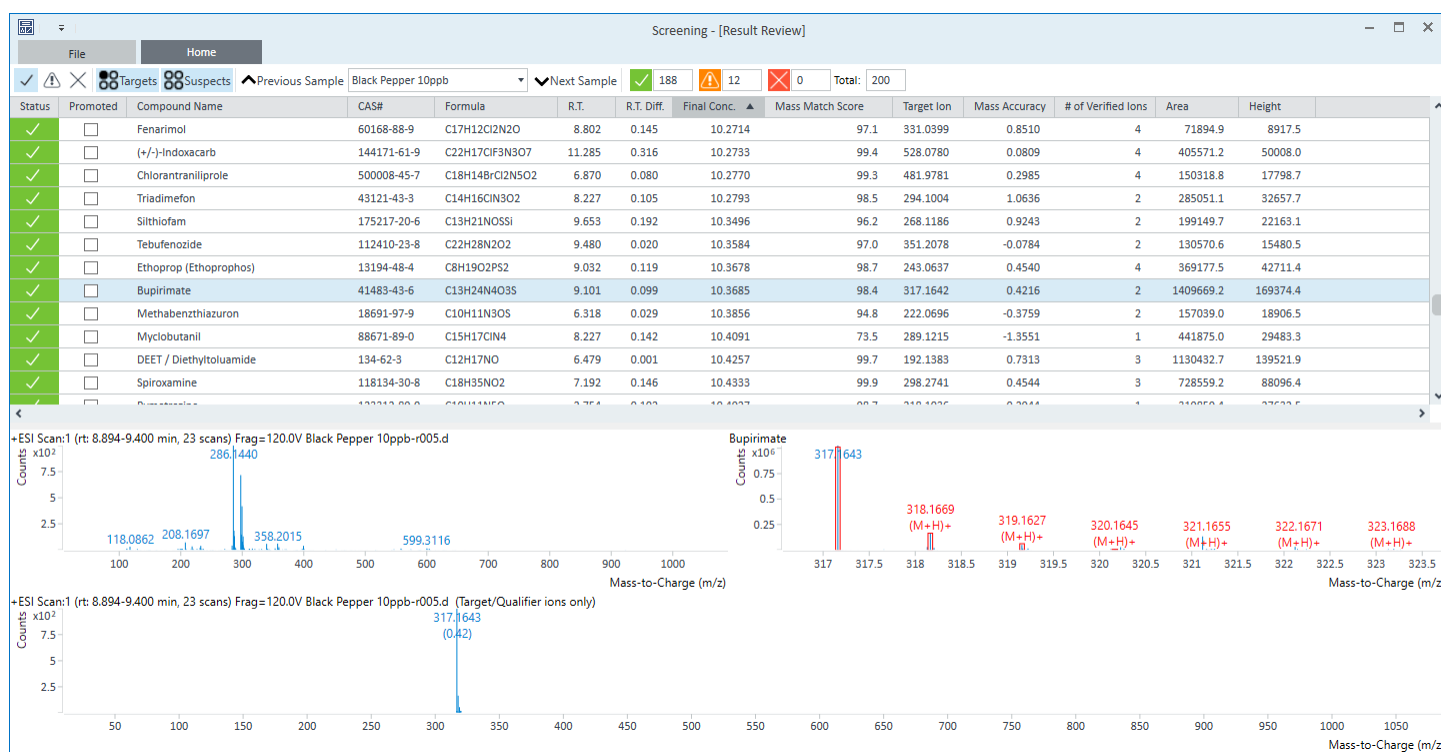 Screening - [Result Review]
File Home
Targets Suspects Previous Sample Black Pepper 10ppb Next Sample 188 12 0 Total: 200
Status Promoted Compound Name CAS# Formula R.T. R.T. Diff. Final Conc. Mass Match Score Target Ion Mass Accuracy # of Verified Ions Area Height
Fenarimol 60168-88-9 C17H12Cl2N2O 8.802 0.145 10.2714 97.1 331.0399 0.8510 4 71894.9 8917.5
(+/-)-Indoxacarb 144171-61-9 C22H17ClF3N3O7 11.285 0.316 10.2733 99.4 528.0780 0.0809 4 405571.2 50008.0
Chlorantraniliprole 500008-45-7 C18H14BrCl2N5O2 6.870 0.080 10.2770 99.3 481.9781 0.2985 4 150318.8 17798.7
Triadimefon 43121-43-3 C14H16ClN3O2 8.227 0.105 10.2793 98.5 294.1004 1.0636 2 285051.1 32657.7
Silthiofam 175217-20-6 C13H21NOSSi 9.653 0.192 10.3496 96.2 268.1186 0.9243 2 199149.7 22163.1
Tebufenozide 112410-23-8 C22H28N2O2 9.480 0.020 10.3584 97.0 351.2078 -0.0784 2 130570.6 15480.5
Ethoprop (Ethoprophos) 13194-48-4 C8H19O2PS2 9.032 0.119 10.3678 98.7 243.0637 0.4540 4 369177.5 42711.4
Bupirimate 41483-43-6 C13H24N4O3S 9.101 0.099 10.3685 98.4 317.1642 0.4216 2 1409669.2 169374.4
Methabenzthiazuron 18691-97-9 C10H11N3OS 6.318 0.029 10.3856 94.8 222.0696 -0.3759 2 157039.0 18906.5
Myclobutanil 88671-89-0 C15H17ClN4 8.227 0.142 10.4091 73.5 289.1215 -1.3551 1 441875.0 29483.3
DEET / Diethyltoluamide 134-62-3 C12H17NO 6.479 0.001 10.4257 99.7 192.1383 0.7313 3 1130432.7 139521.9
Spiroxamine 118134-30-8 C18H35NO2 7.192 0.146 10.4333 99.9 298.2741 0.4544 3 728559.2 88096.4
+ESI Scan:1 (rt: 8.894-9.400 min, 23 scans) Frag=120.0V Black Pepper 10ppb-r005.d
Counts x10²
7.5
5
2.5
286.1440
118.0862 208.1697 358.2015 599.3116
100 200 300 400 500 600 700 800 900 1000
Mass-to-Charge (m/z)
Bupirimate
Counts x10⁶
0.75
0.5
0.25
317.1643
318.1669 319.1627 320.1645 321.1655 322.1671 323.1688
(M+H)+ (M+H)+ (M+H)+ (M+H)+ (M+H)+ (M+H)+
317 317.5 318 318.5 319 319.5 320 320.5 321 321.5 322 322.5 323 323.5
Mass-to-Charge (m/z)
+ESI Scan:1 (rt: 8.894-9.400 min, 23 scans) Frag=120.0V Black Pepper 10ppb-r005.d (Target/Qualifier ions only)
Counts x10²
7.5
5
2.5
317.1643
(0.42)
50 100 150 200 250 300 350 400 450 500 550 600 650 700 750 800 850 900 950 1000 1050
Mass-to-Charge (m/z)